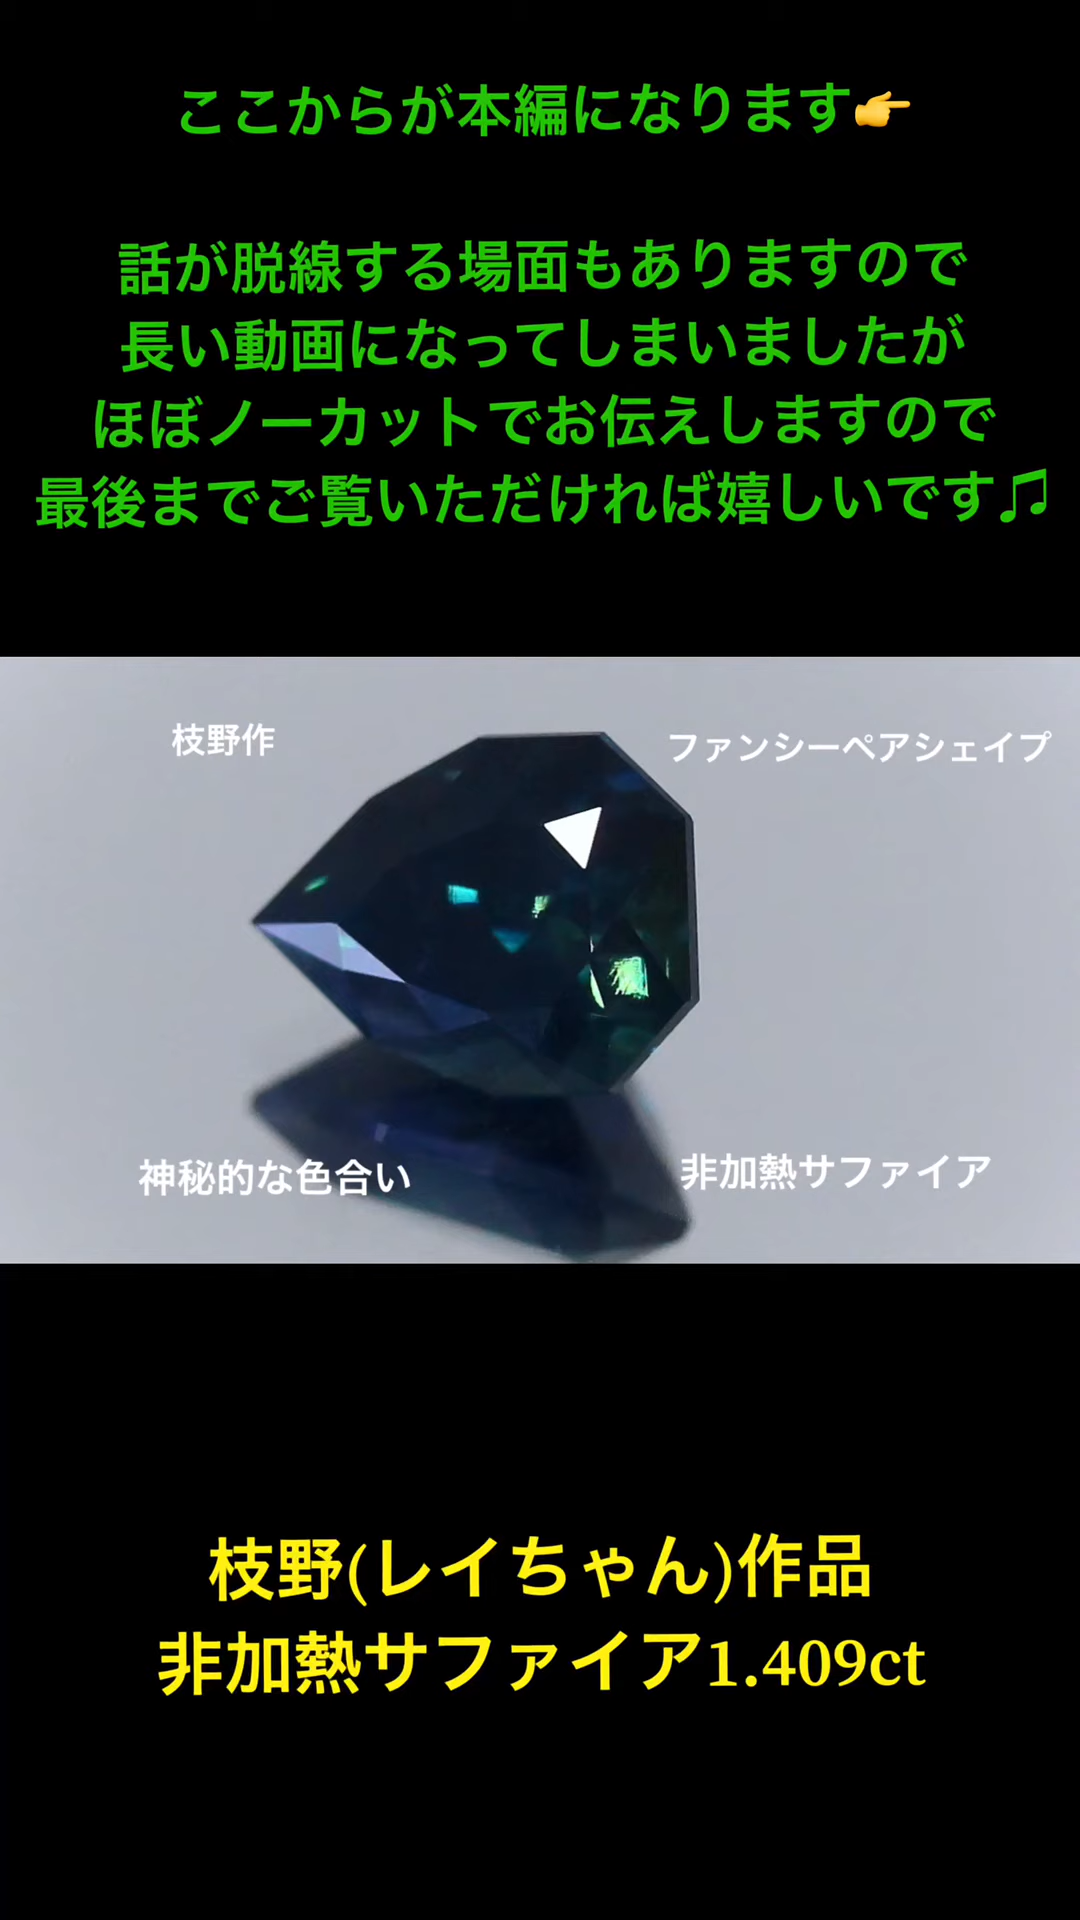 ここからが本編になります👉
話が脱線する場面もありますので
長い動画になってしまいましたが
ほぼノーカットでお伝えしますので
最後までご覧いただければ嬉しいです♫
枝野作
ファンシーペアシェイプ
神秘的な色合い
非加熱サファイア
枝野(レイちゃん)作品
非加熱サファイア1.409ct